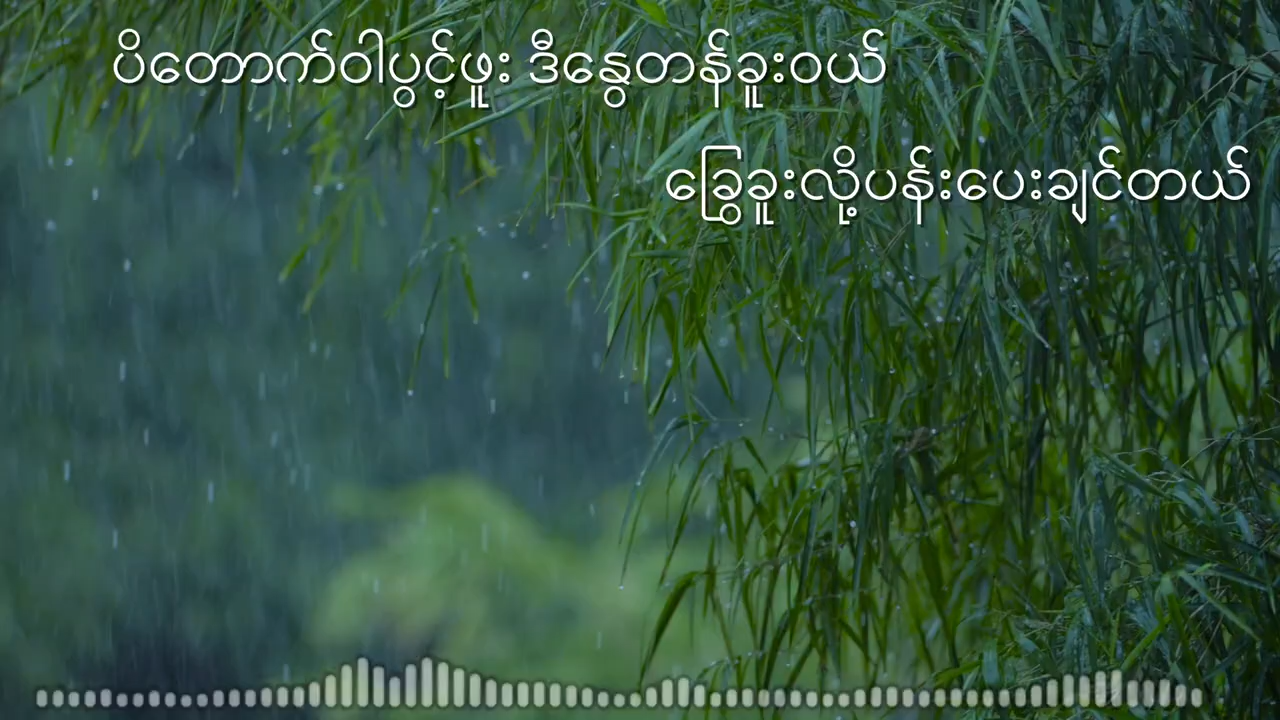 ပိတောက်ဝါပွင့်ဖူး ဒီနွေတန်ခူးဝယ်
ခြွေခူးလို့ပန်းပေးချင်တယ်